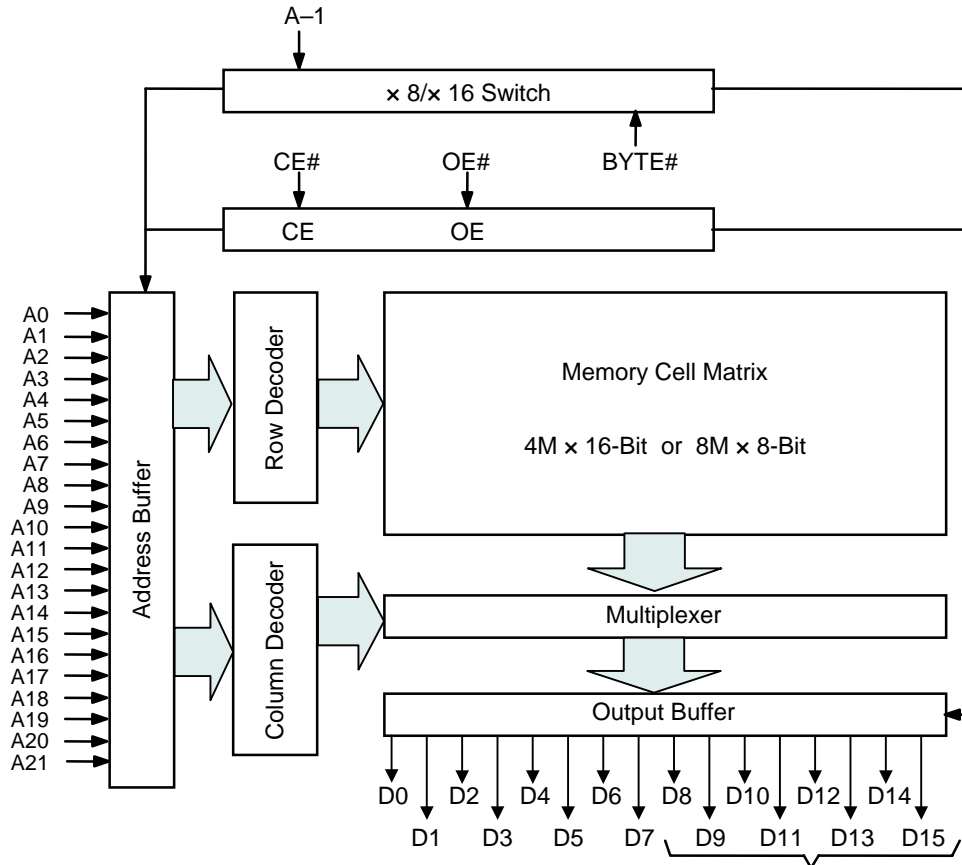 A–1
× 8/× 16 Switch
CE#
OE#
BYTE#
CE
OE
A0
A1
A2
A3
A4
A5
A6
A7
A8
A9
A10
A11
A12
A13
A14
A15
A16
A17
A18
A19
A20
A21
Address Buffer
Row Decoder
Column Decoder
Memory Cell Matrix
4M × 16-Bit or 8M × 8-Bit
Multiplexer
Output Buffer
D0 D2 D4 D6 D8 D10 D12 D14
D1 D3 D5 D7 D9 D11 D13 D15